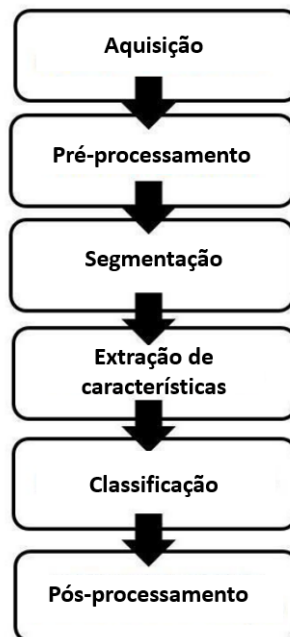 Aquisição
Pré-processamento
Segmentação
Extração de
características
Classificação
Pós-processamento